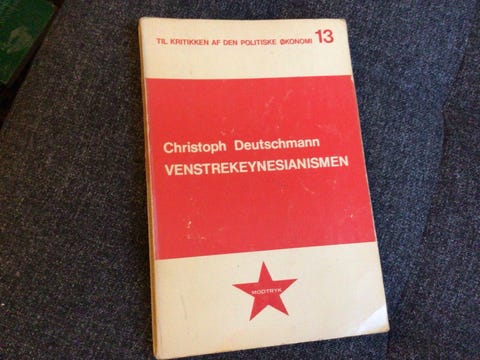 TIL KRITIKKEN AF DEN POLITISKE ØKONOMI 13
Christoph Deutschmann
VENSTREKEYNESIANISMEN
MODTRYK